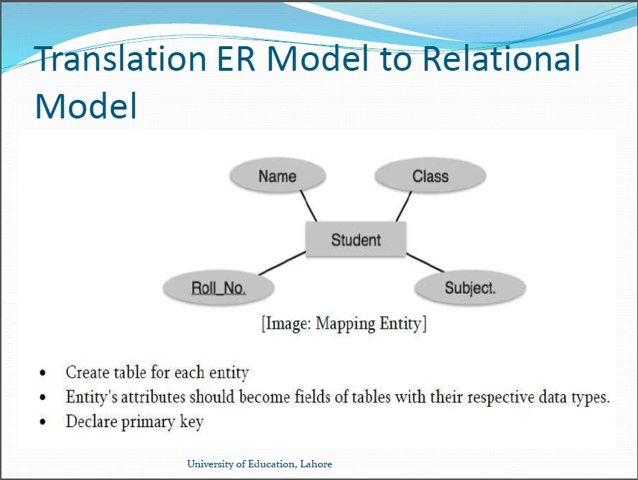 Translation ER Model to Relational
Model
Name
Class
Student
Roll_No.
Subject.
[Image: Mapping Entity]
• Create table for each entity
• Entity's attributes should become fields of tables with their respective data types.
• Declare primary key
University of Education, Lahore